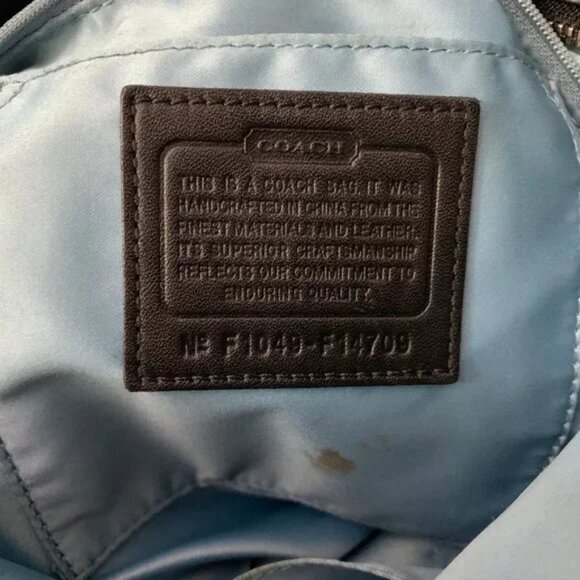 COACH
THIS IS A COACH BAG. IT WAS
HANDCRAFTED IN CHINA FROM THE
FINEST MATERIALS AND LEATHER.
ITS SUPERIOR CRAFTSMANSHIP
REFLECTS OUR COMMITMENT TO
ENDURING QUALITY.
Nº F1049-F14709